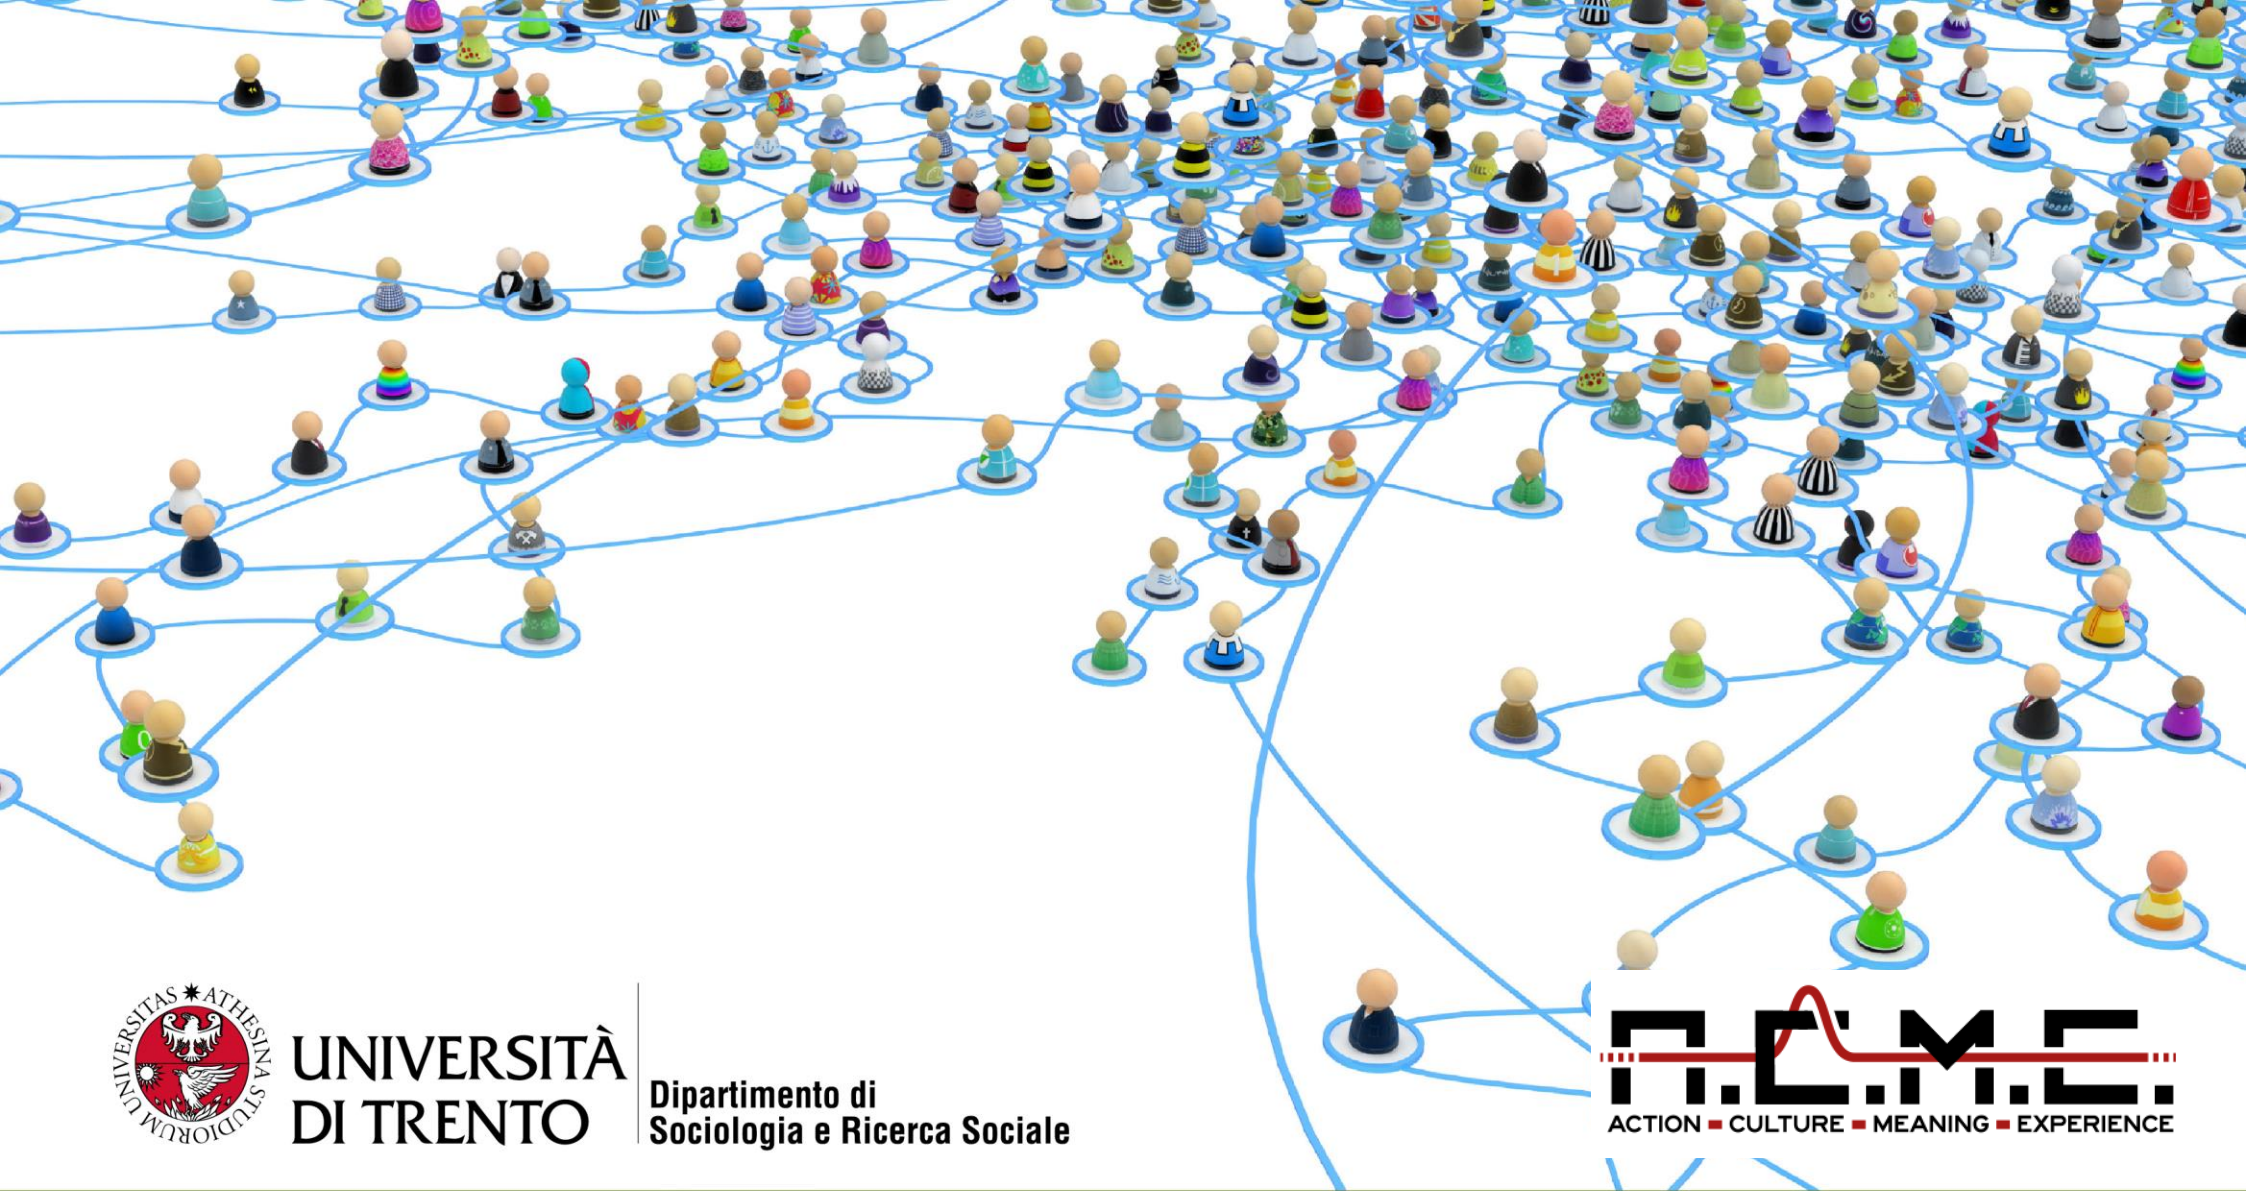 UNIVERSITAS ATHESINA STUDIORUM
UNIVERSITÀ
DI TRENTO
Dipartimento di
Sociologia e Ricerca Sociale
A.C.M.E.
ACTION - CULTURE - MEANING - EXPERIENCE